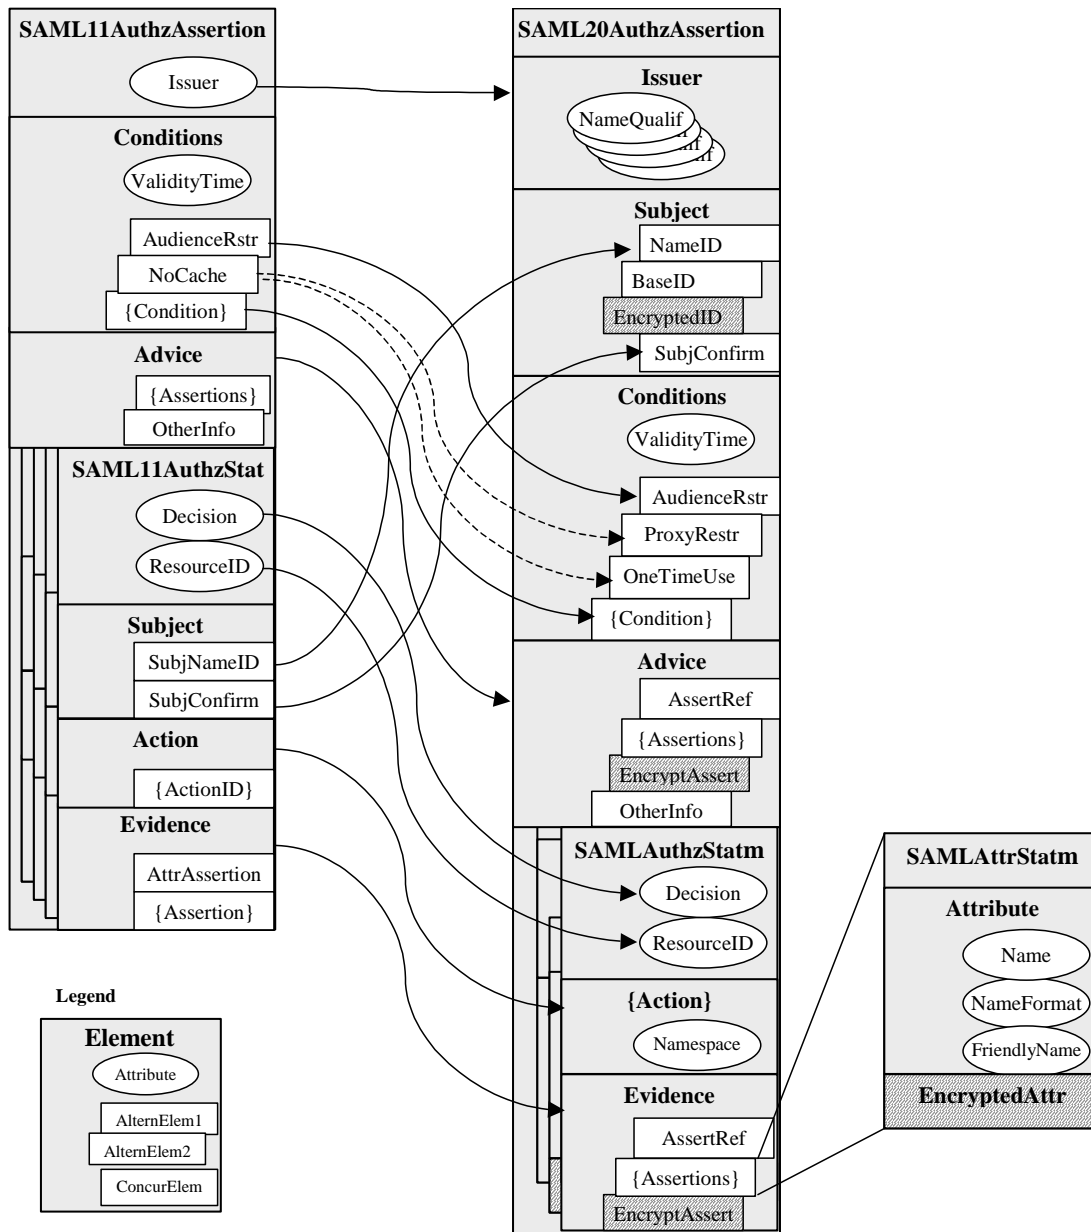 SAML11AuthzAssertion
Issuer
Conditions
ValidityTime
AudienceRstr
NoCache
{Condition}
Advice
{Assertions}
OtherInfo
SAML11AuthzStat
Decision
ResourceID
Subject
SubjNameID
SubjConfirm
Action
{ActionID}
Evidence
AttrAssertion
{Assertion}
Legend
Element
Attribute
AlternElem1
AlternElem2
ConcurElem
SAML20AuthzAssertion
Issuer
NameQualif
Subject
NameID
BaseID
EncryptedID
SubjConfirm
Conditions
ValidityTime
AudienceRstr
ProxyRestr
OneTimeUse
{Condition}
Advice
AssertRef
{Assertions}
EncryptAssert
OtherInfo
SAMLAuthzStatm
Decision
ResourceID
{Action}
Namespace
Evidence
AssertRef
{Assertions}
EncryptAssert
SAMLAttrStatm
Attribute
Name
NameFormat
FriendlyName
EncryptedAttr